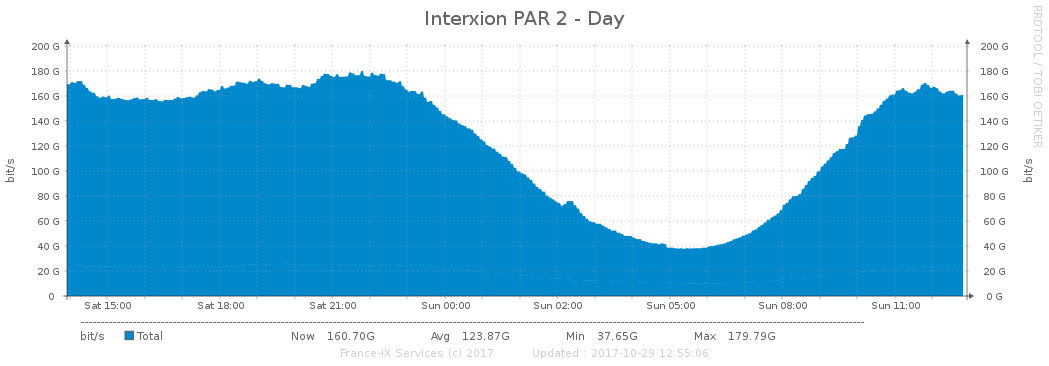 Interxion PAR 2 - Day
RRDTOOL / TOBI OETIKER
200 G 200 G
180 G 180 G
160 G 160 G
140 G 140 G
120 G 120 G
100 G 100 G
80 G 80 G
60 G 60 G
40 G 40 G
20 G 20 G
0 0 G
bit/s bit/s
Sat 15:00 Sat 18:00 Sat 21:00 Sun 00:00 Sun 02:00 Sun 05:00 Sun 08:00 Sun 11:00
bit/s Total Now 160.70G Avg 123.87G Min 37.65G Max 179.79G
France-IX Services (c) 2017 Updated : 2017-10-29 12:55:06